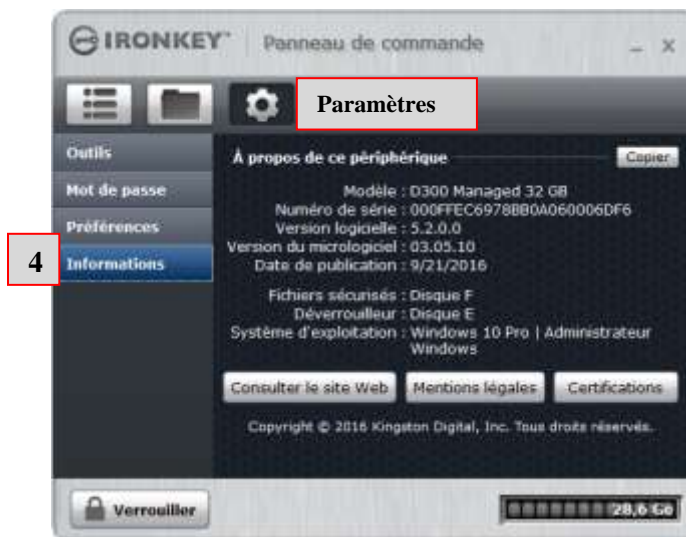 IRONKEY Panneau de commande
Paramètres
Outils
Mot de passe
Préférences
4
Informations
À propos de ce périphérique
Copier
Modèle : D300 Managed 32 GB
Numéro de série : 000FFEC6978BB0A060006DF6
Version logicielle : 5.2.0.0
Version du micrologiciel : 03.05.10
Date de publication : 9/21/2016
Fichiers sécurisés : Disque F
Déverrouilleur : Disque E
Système d'exploitation : Windows 10 Pro | Administrateur
Windows
Consulter le site Web
Mentions légales
Certifications
Copyright © 2016 Kingston Digital, Inc. Tous droits réservés.
Verrouiller
28,6 Go